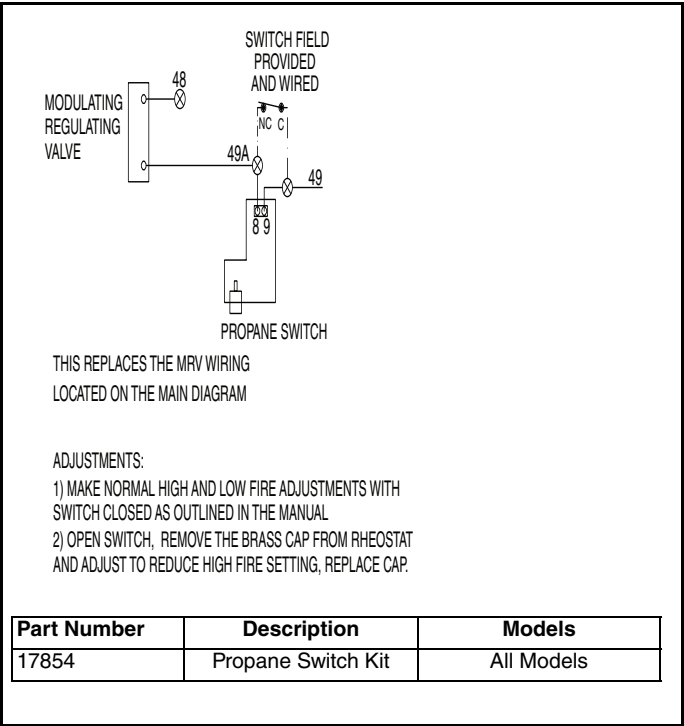 SWITCH FIELD
PROVIDED
AND WIRED
48
MODULATING
REGULATING
VALVE
NC C
49A
49
8 9
PROPANE SWITCH
THIS REPLACES THE MRV WIRING
LOCATED ON THE MAIN DIAGRAM
ADJUSTMENTS:
1) MAKE NORMAL HIGH AND LOW FIRE ADJUSTMENTS WITH
SWITCH CLOSED AS OUTLINED IN THE MANUAL
2) OPEN SWITCH, REMOVE THE BRASS CAP FROM RHEOSTAT
AND ADJUST TO REDUCE HIGH FIRE SETTING, REPLACE CAP.
Part Number Description Models
17854 Propane Switch Kit All Models